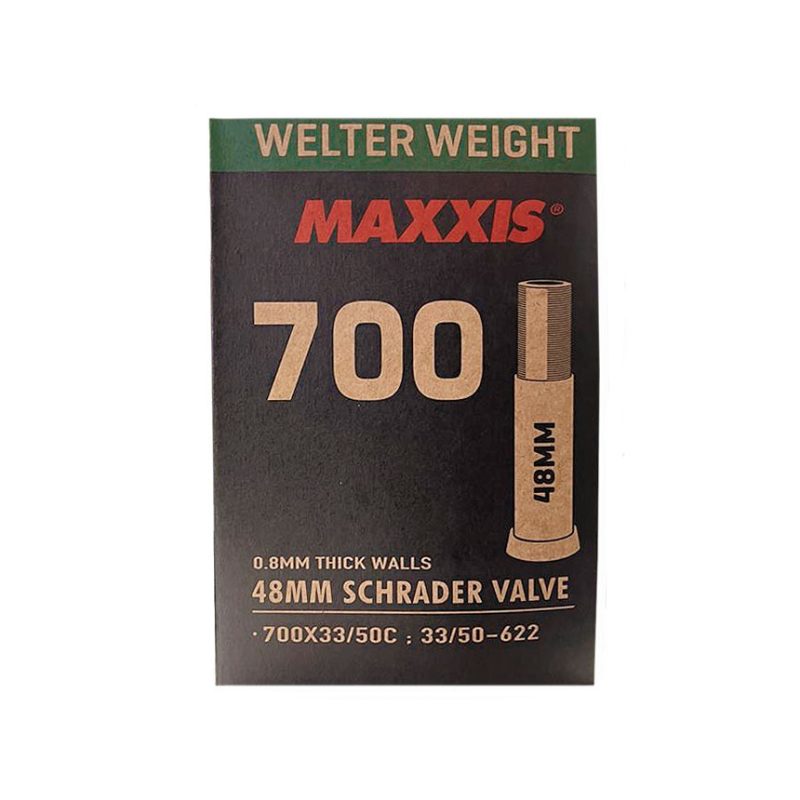 WELTER WEIGHT
MAXXIS®
700
48MM
0.8MM THICK WALLS
48MM SCHRADER VALVE
· 700X33/50C ; 33/50-622